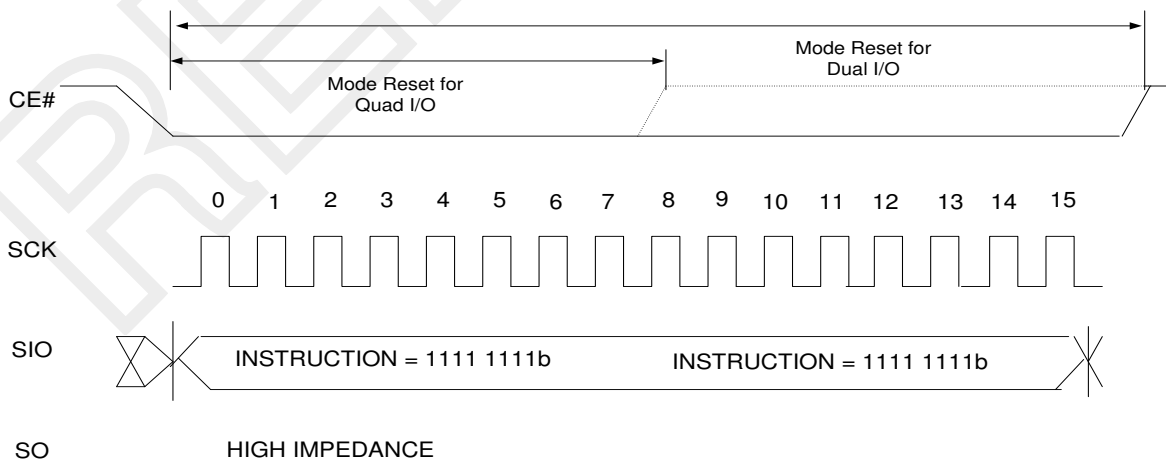 Mode Reset for
Dual I/O
Mode Reset for
Quad I/O
CE#
0 1 2 3 4 5 6 7 8 9 10 11 12 13 14 15
SCK
SIO
INSTRUCTION = 1111 1111b INSTRUCTION = 1111 1111b
SO
HIGH IMPEDANCE